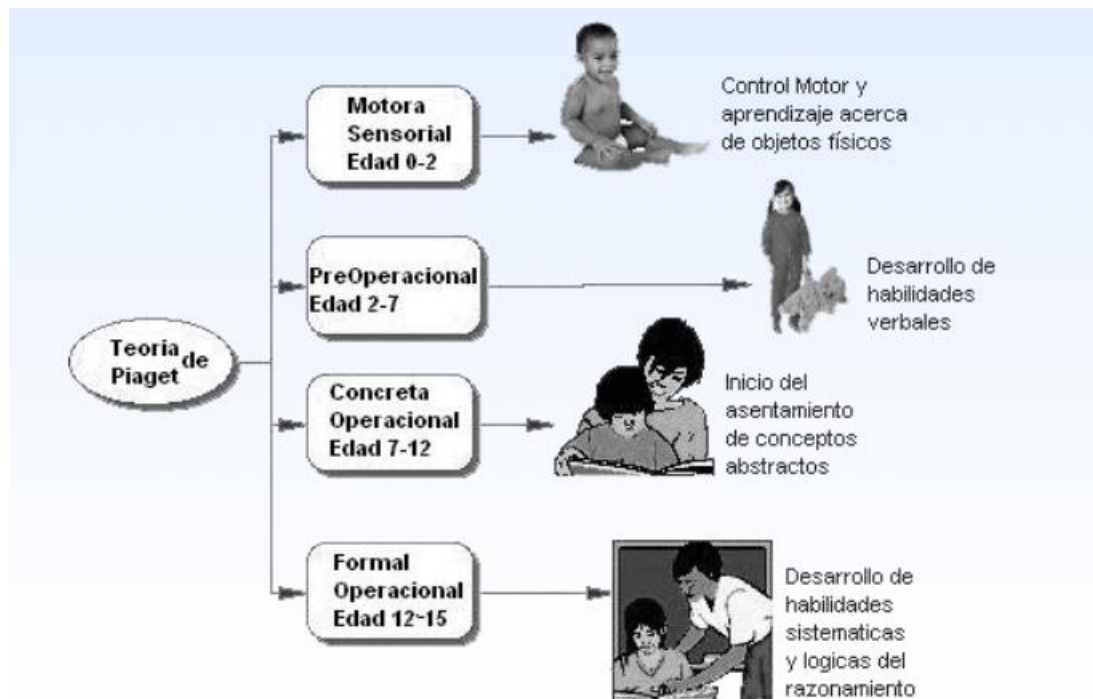 Motora
Sensorial
Edad 0-2
Control Motor y
aprendizaje acerca
de objetos físicos
PreOperacional
Edad 2-7
Desarrollo de
habilidades
verbales
Teoria de
Piaget
Concreta
Operacional
Edad 7-12
Inicio del
asentamiento
de conceptos
abstractos
Formal
Operacional
Edad 12~15
Desarrollo de
habilidades
sistematicas
y logicas del
razonamiento